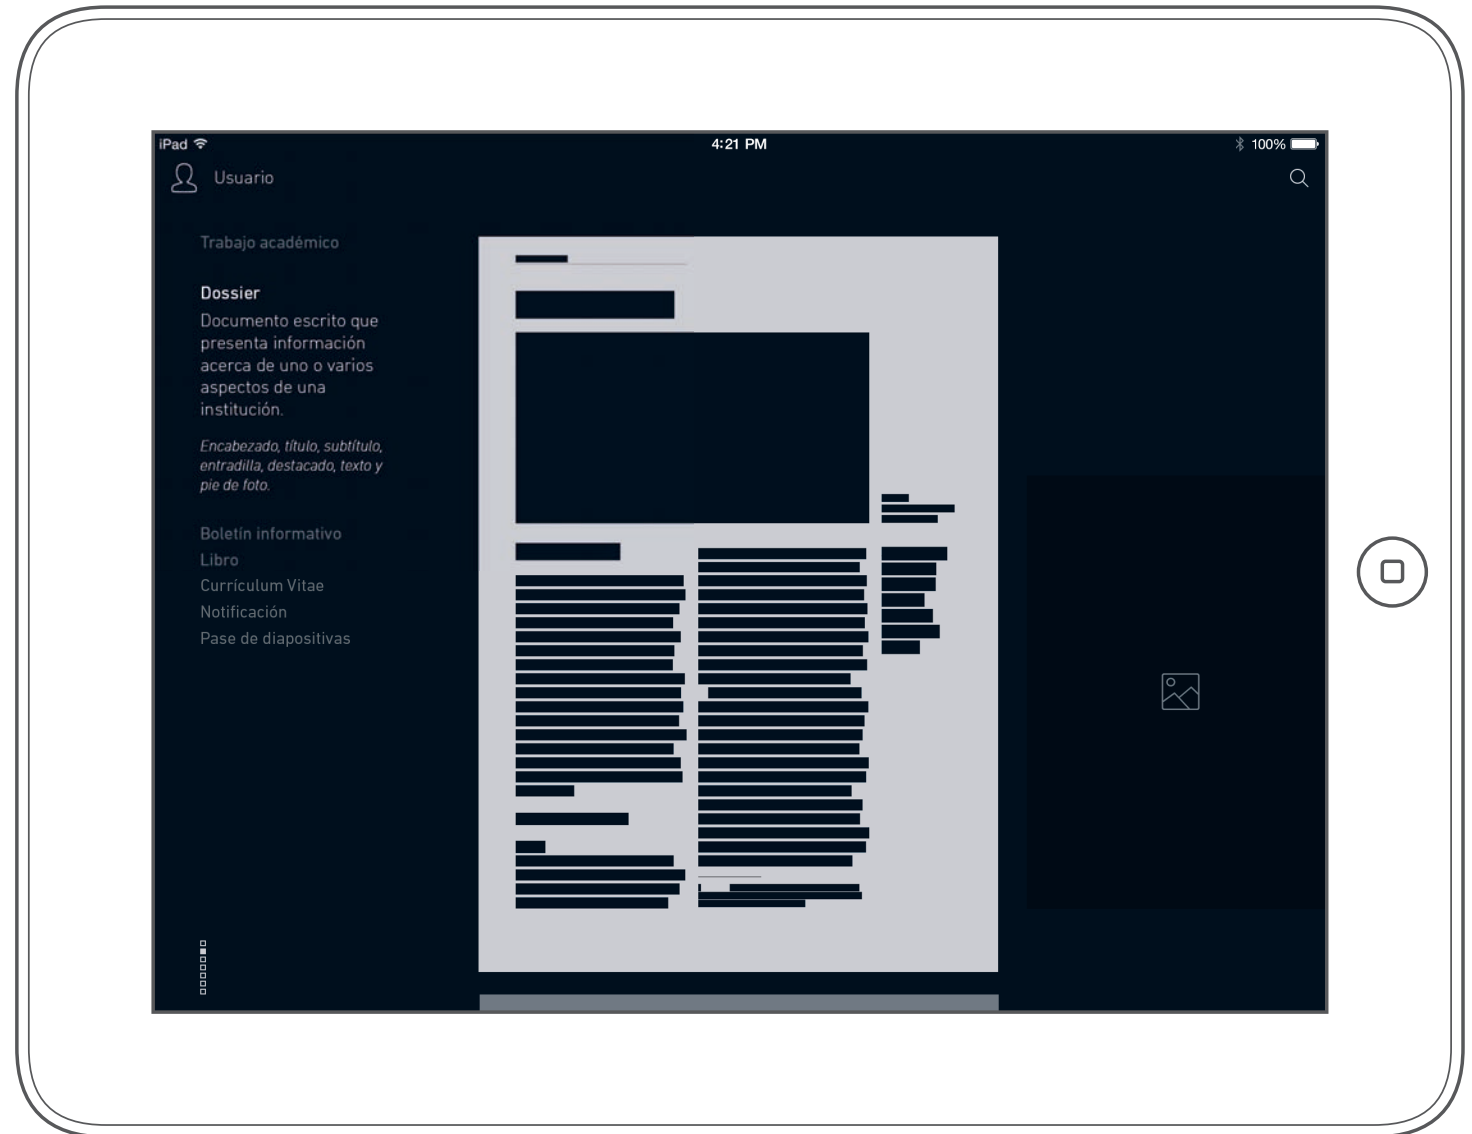 iPad 4:21 PM 100%
Usuario
Trabajo académico
Dossier
Documento escrito que
presenta información
acerca de uno o varios
aspectos de una
institución.
Encabezado, título, subtítulo,
entradilla, destacado, texto y
pie de foto.
Boletín informativo
Libro
Currículum Vitae
Notificación
Pase de diapositivas